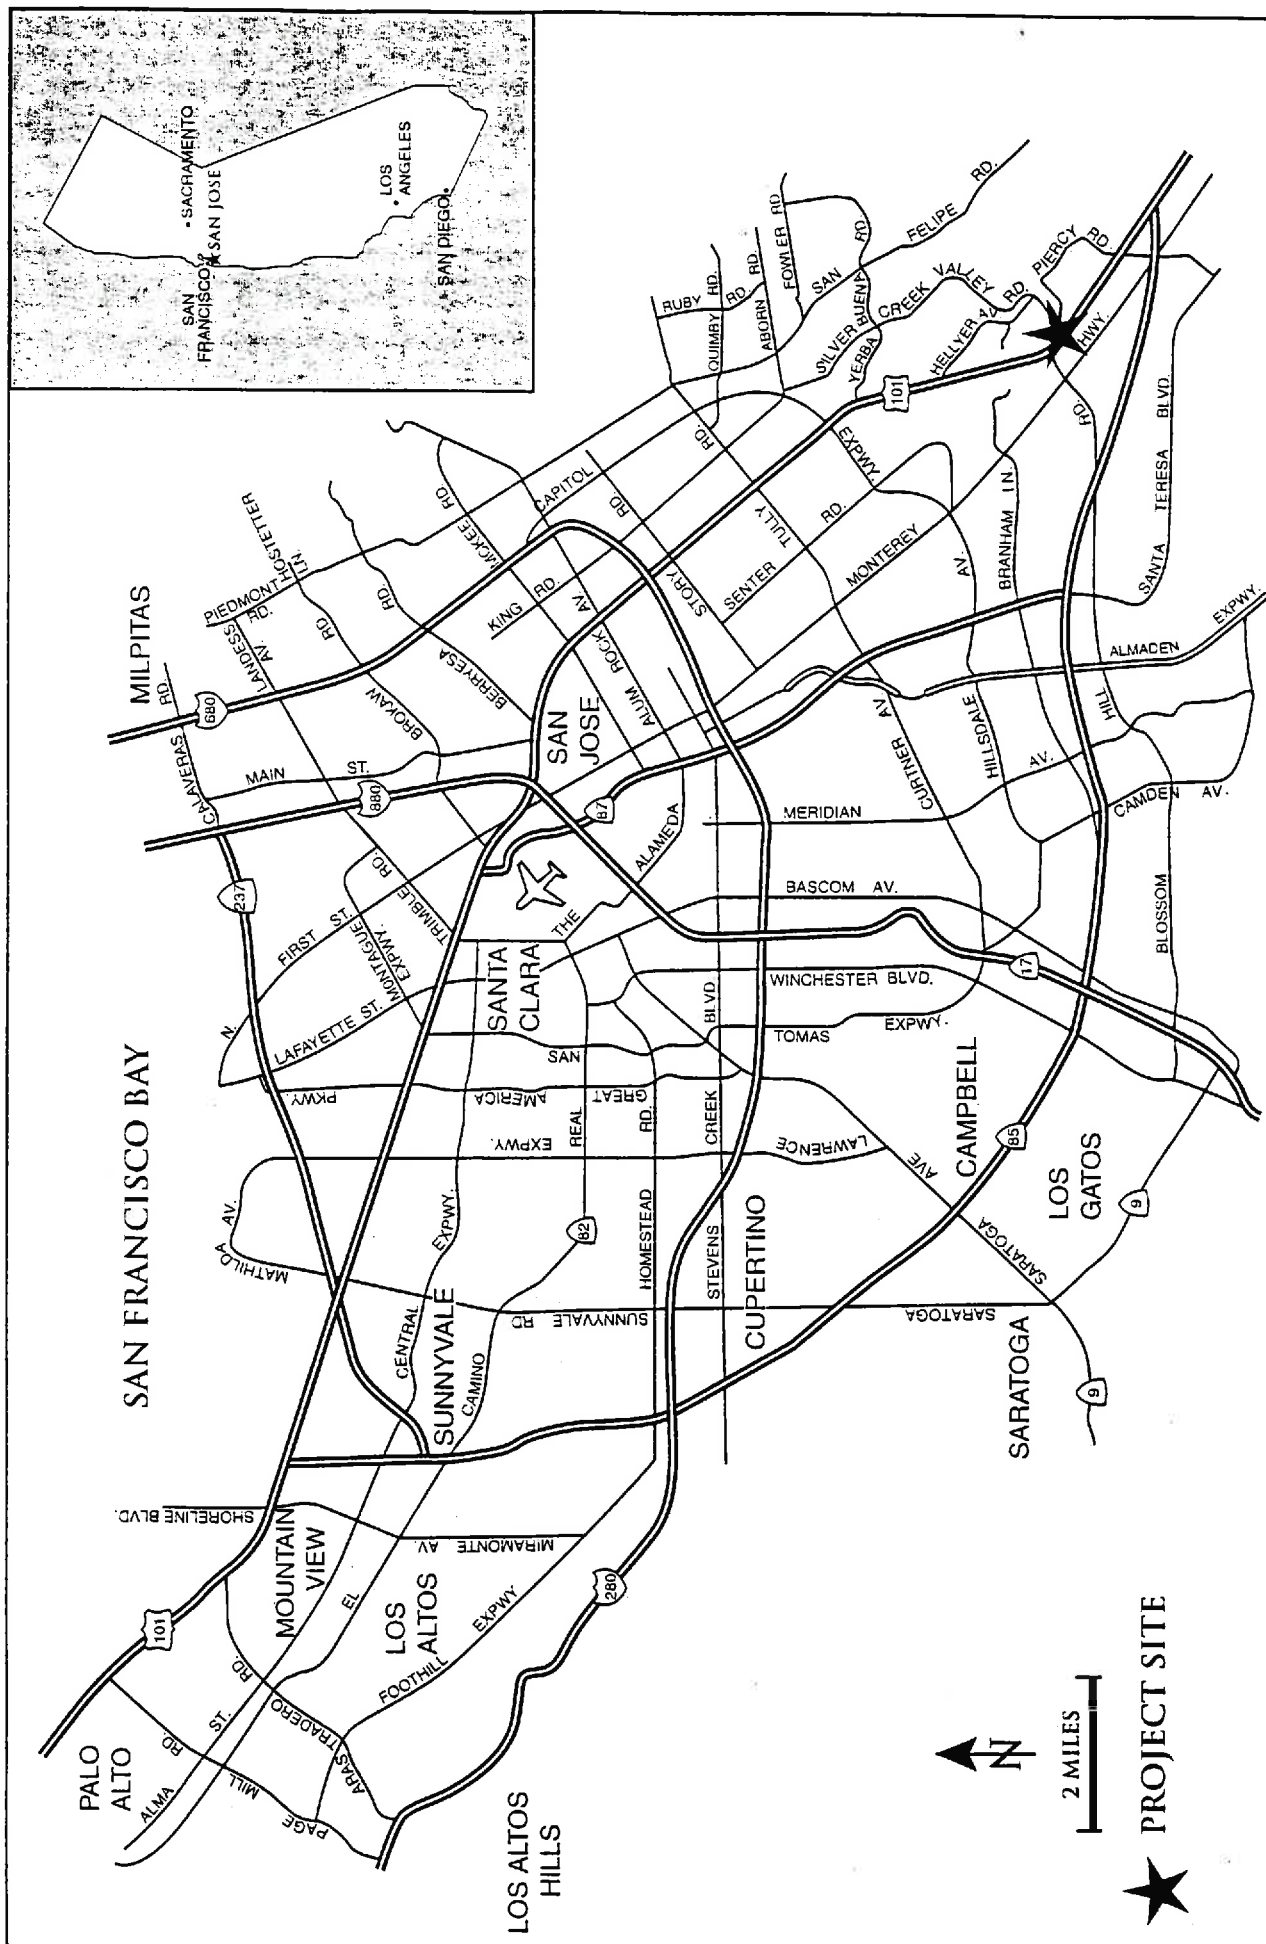 SACRAMENTO
SAN
FRANCISCO
SAN JOSE
LOS
ANGELES
SAN DIEGO
SAN FRANCISCO BAY
MILPITAS
PALO
ALTO
MOUNTAIN
VIEW
LOS
ALTOS
LOS ALTOS
HILLS
SUNNYVALE
SANTA
CLARA
SAN
JOSE
CUPERTINO
CAMPBELL
LOS
GATOS
SARATOGA
101
ALMA ST.
PAGE MILL RD.
ARASTRADERO RD.
FOOTHILL EXPWY
280
SHORELINE BLVD.
MIRAMONTE AV.
EL CAMINO REAL
82
CENTRAL EXPWY.
MATHILDA AV.
SUNNYVALE RD
SARATOGA
HOMESTEAD RD.
STEVENS CREEK BLVD
LAWRENCE EXPWY.
GREAT AMERICA PKWY.
SAN TOMAS EXPWY.
LAFAYETTE ST.
N. FIRST ST.
MONTAGUE EXPWY.
TRIMBLE RD.
237
CALAVERAS RD.
MAIN ST.
880
680
LANDESS AV.
PIEDMONT RD.
HOSTETTER LN.
BROKAW RD.
BERRYESA RD.
MCKEE RD.
KING RD.
ALUM ROCK AV.
CAPITOL EXPWY.
STORY RD.
TULLY RD.
SENTER RD.
MONTEREY HWY.
87
THE ALAMEDA
MERIDIAN AV.
BASCOM AV.
WINCHESTER BLVD.
17
CURTNER AV.
HILLSDALE AV.
BRANHAM LN.
ALMADEN EXPWY.
CAMDEN AV.
BLOSSOM HILL RD.
SANTA TERESA BLVD.
85
SARATOGA AVE
9
9
RUBY RD.
QUIMBY RD.
ABORN RD.
FOWLER RD
SAN FELIPE RD.
YERBA BUENA RD.
SILVER CREEK VALLEY RD.
HELLYER AV.
PIERCY RD.
101
N
2 MILES
PROJECT SITE